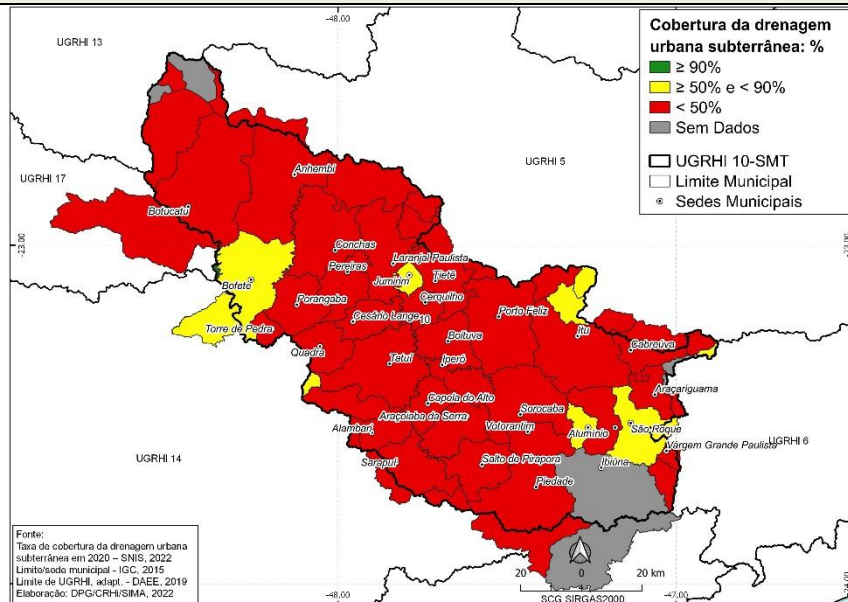 -48.00
UGRHI 13
Cobertura da drenagem
urbana subterrânea: %
≥ 90%
≥ 50% e < 90%
< 50%
Sem Dados
UGRHI 10-SMT
Limite Municipal
Sedes Municipais
UGRHI 5
UGRHI 17
Anhembi
Botucatu
-23.00
-23.00
Conchas
Laranjal Paulista
Pereiras
Jumirim
Tietê
Bofete
Cerquilho
Porangaba
Cesário Lange
10
Porto Feliz
Torre de Pedra
Itu
Boituva
Cabreúva
Quadra
Tatuí
Iperó
Araçariguama
Capela do Alto
Sorocaba
Araçoiaba da Serra
Votorantim
Alumínio
São Roque
Alambari
Vargem Grande Paulista
UGRHI 6
UGRHI 14
Sarapuí
Salto de Pirapora
Ibiúna
Piedade
Fonte:
Taxa de cobertura da drenagem urbana
subterrânea em 2020 – SNIS, 2022
Limite/sede municipal - IGC, 2015
Limite de UGRHI, adapt. - DAEE, 2019
Elaboração: DPG/CRHi/SIMA, 2022
20 0 20 km
SCG SIRGAS2000
-48.00
-47.00
-24.00